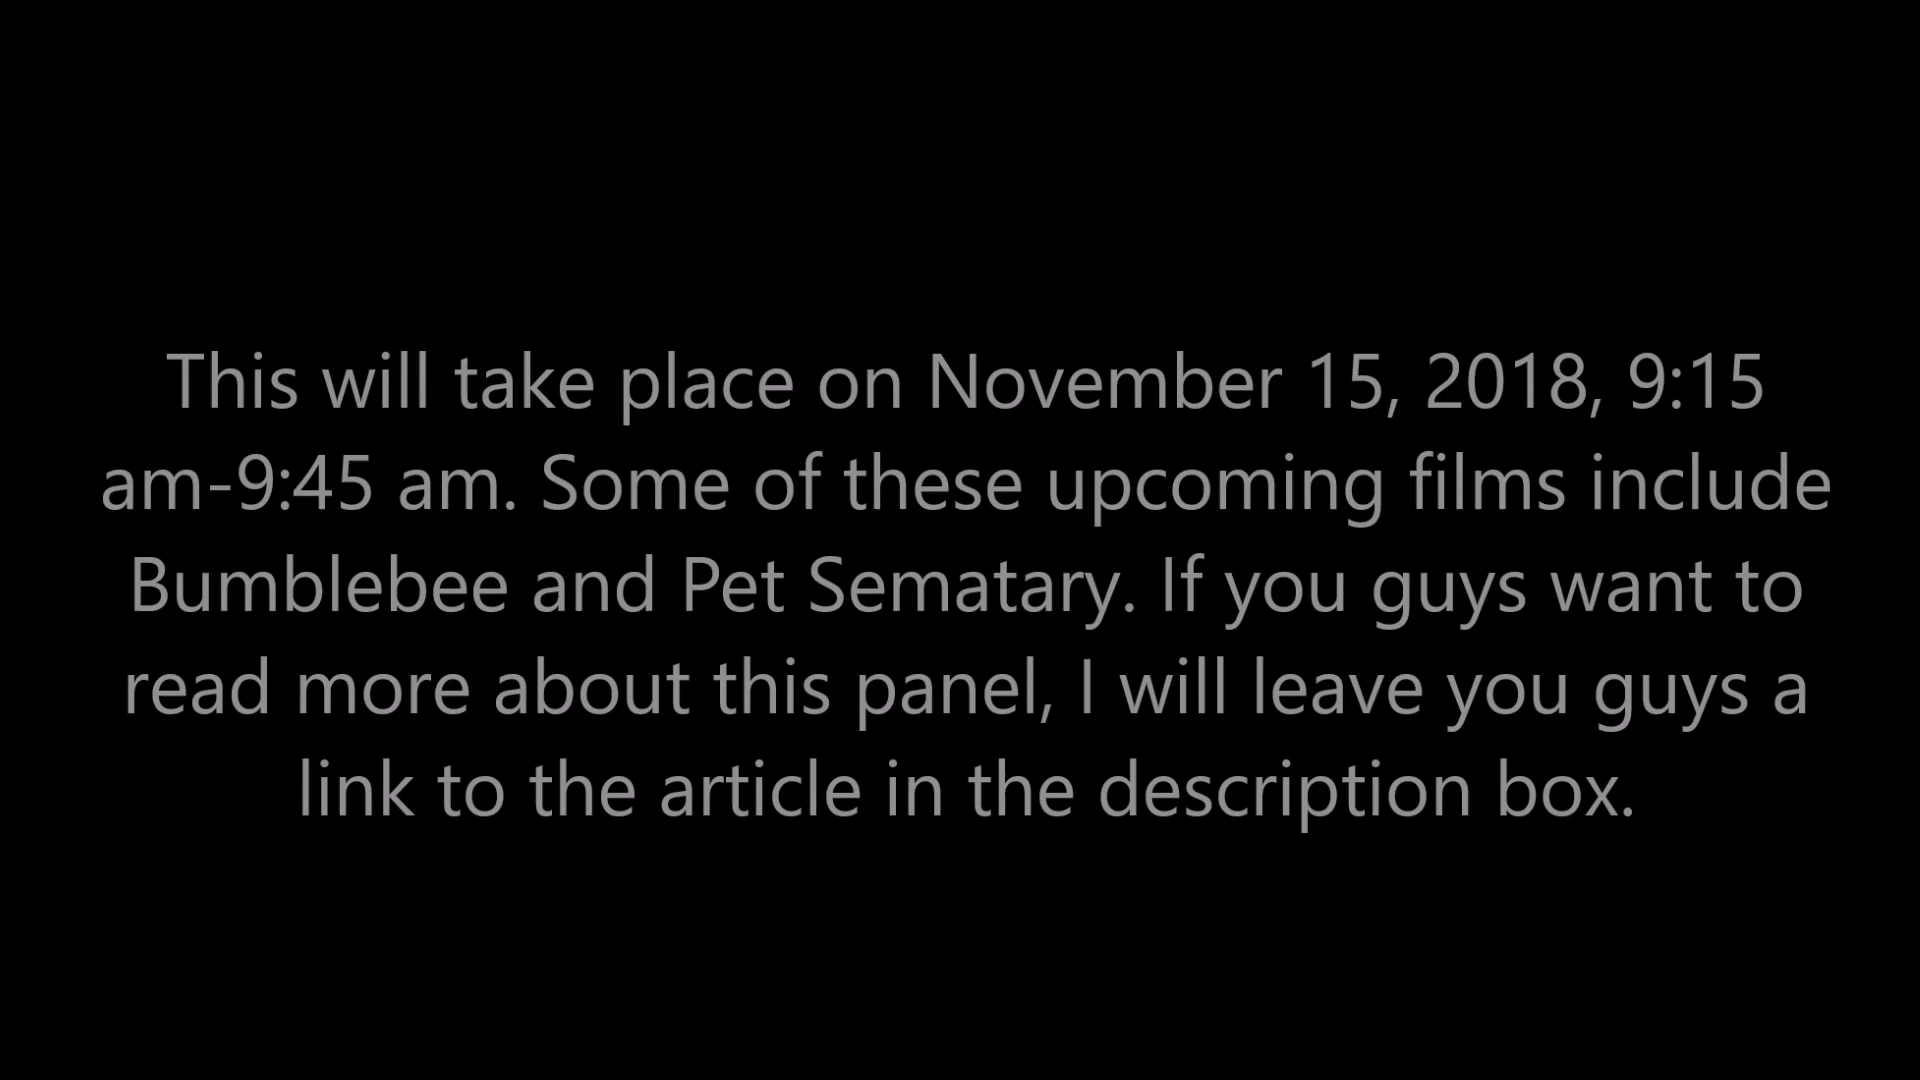 This will take place on November 15, 2018, 9:15
am-9:45 am. Some of these upcoming films include
Bumblebee and Pet Sematary. If you guys want to
read more about this panel, I will leave you guys a
link to the article in the description box.